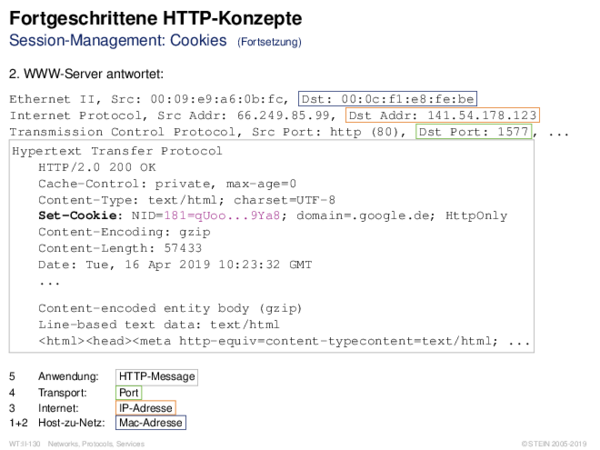 Fortgeschrittene HTTP-Konzepte
Session-Management: Cookies (Fortsetzung)
2. WWW-Server antwortet:
Ethernet II, Src: 00:09:e9:a6:0b:fc, Dst: 00:0c:f1:e8:fe:be
Internet Protocol, Src Addr: 66.249.85.99, Dst Addr: 141.54.178.123
Transmission Control Protocol, Src Port: http (80), Dst Port: 1577, ...
Hypertext Transfer Protocol
HTTP/2.0 200 OK
Cache-Control: private, max-age=0
Content-Type: text/html; charset=UTF-8
Set-Cookie: NID=181=qUoo...9Ya8; domain=.google.de; HttpOnly
Content-Encoding: gzip
Content-Length: 57433
Date: Tue, 16 Apr 2019 10:23:32 GMT
...
Content-encoded entity body (gzip)
Line-based text data: text/html
<html><head><meta http-equiv=content-typecontent=text/html; ...
5 Anwendung: HTTP-Message
4 Transport: Port
3 Internet: IP-Adresse
1+2 Host-zu-Netz: Mac-Adresse
WT:II-130 Networks, Protocols, Services © STEIN 2005-2019